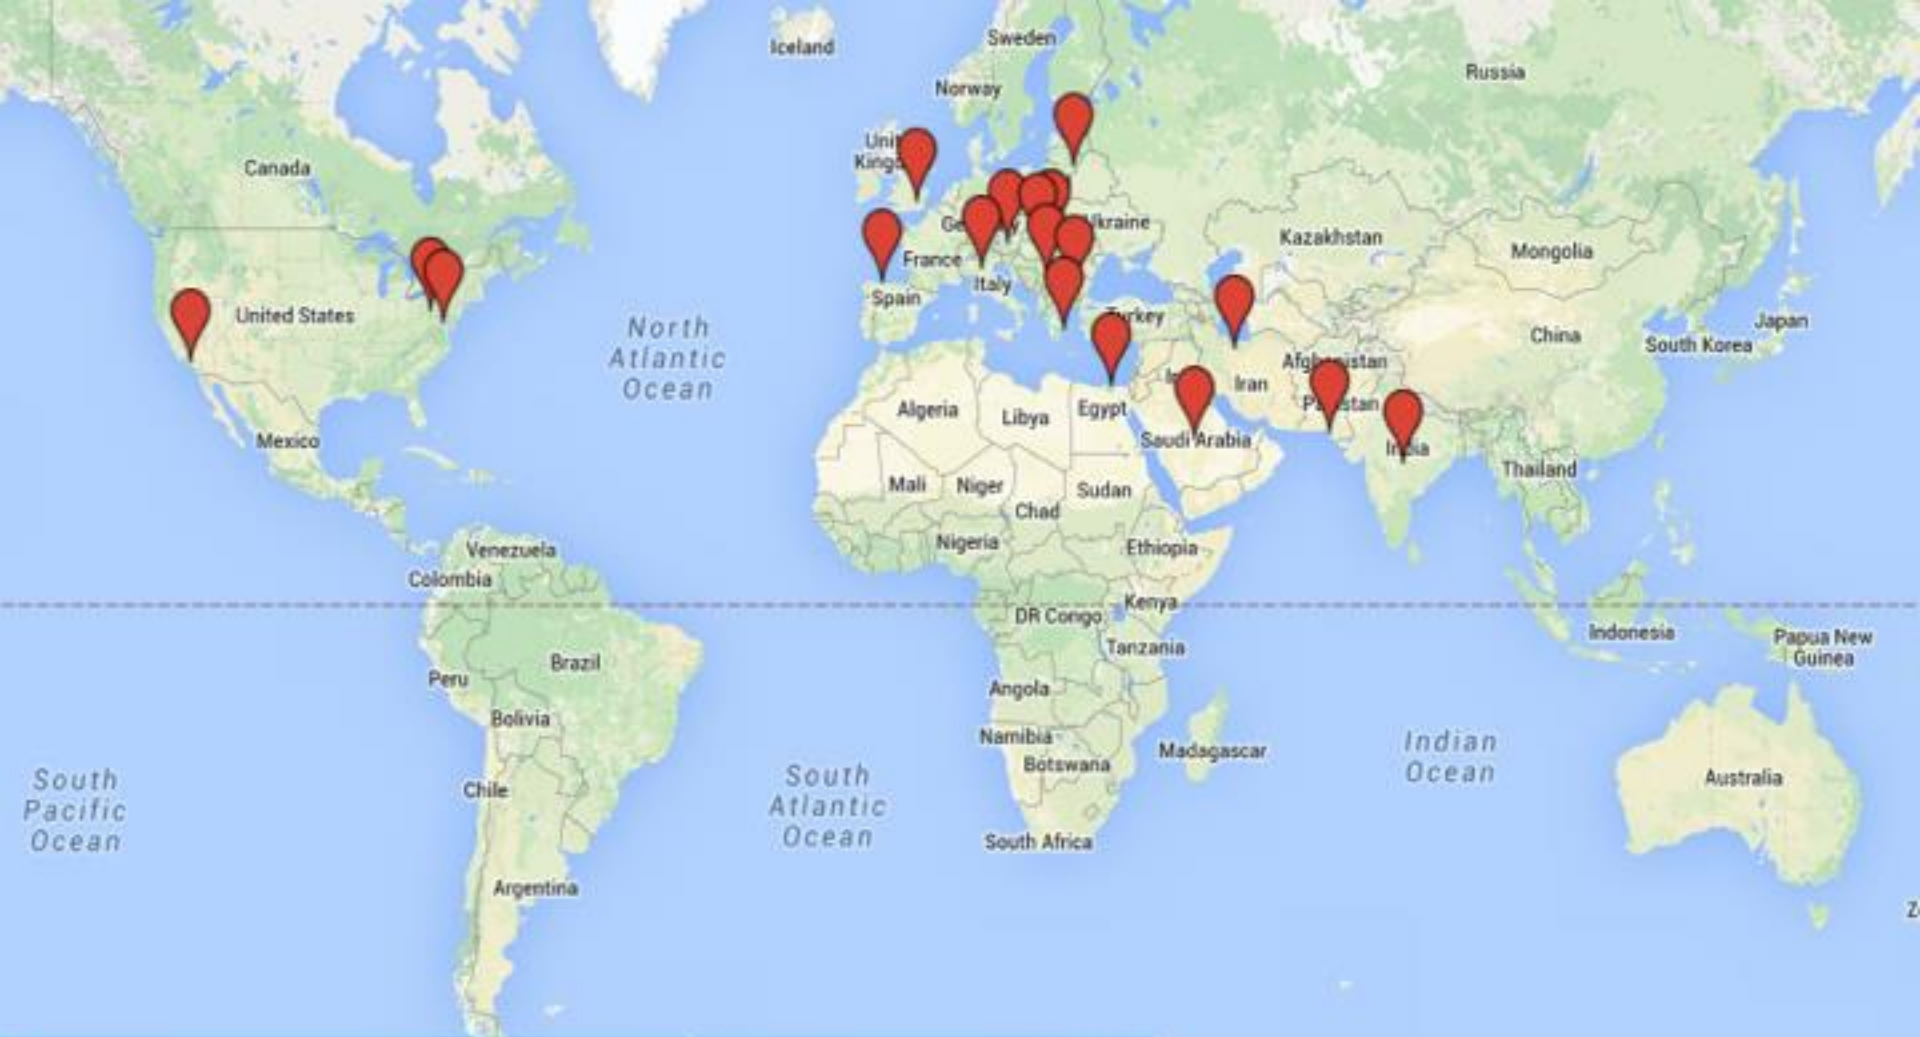 Iceland
Sweden
Russia
Norway
Canada
Ukraine
Kazakhstan
Mongolia
France
Italy
Spain
United States
Turkey
China
Japan
South Korea
North
Atlantic
Ocean
Iran
Mexico
Algeria
Libya
Egypt
Saudi Arabia
Thailand
Mali
Niger
Sudan
Chad
Nigeria
Ethiopia
Venezuela
Colombia
Kenya
DR Congo
Tanzania
Indonesia
Papua New
Guinea
Brazil
Peru
Angola
Bolivia
Namibia
Botswana
Madagascar
Indian
Ocean
Australia
South
Pacific
Ocean
Chile
South
Atlantic
Ocean
South Africa
Argentina